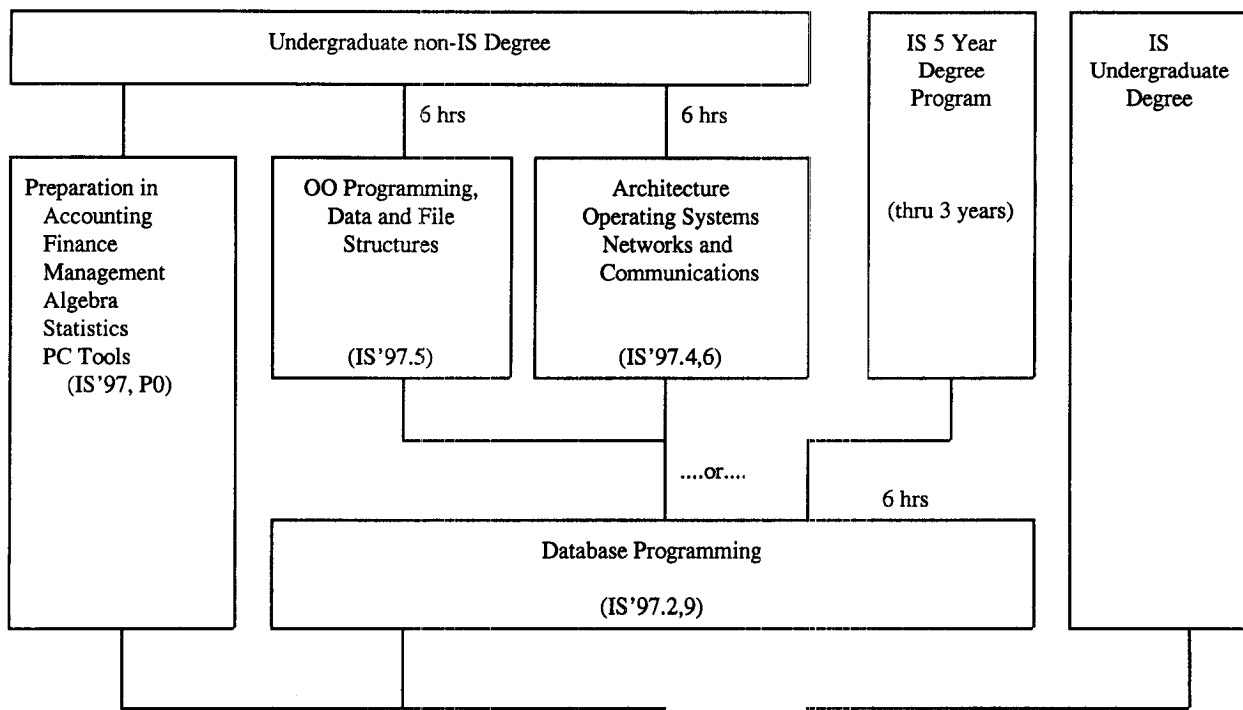 Undergraduate non-IS Degree
IS 5 Year
Degree
Program
(thru 3 years)
IS
Undergraduate
Degree
6 hrs
6 hrs
Preparation in
Accounting
Finance
Management
Algebra
Statistics
PC Tools
(IS'97, P0)
OO Programming,
Data and File
Structures
(IS'97.5)
Architecture
Operating Systems
Networks and
Communications
(IS'97.4,6)
....or....
6 hrs
Database Programming
(IS'97.2,9)